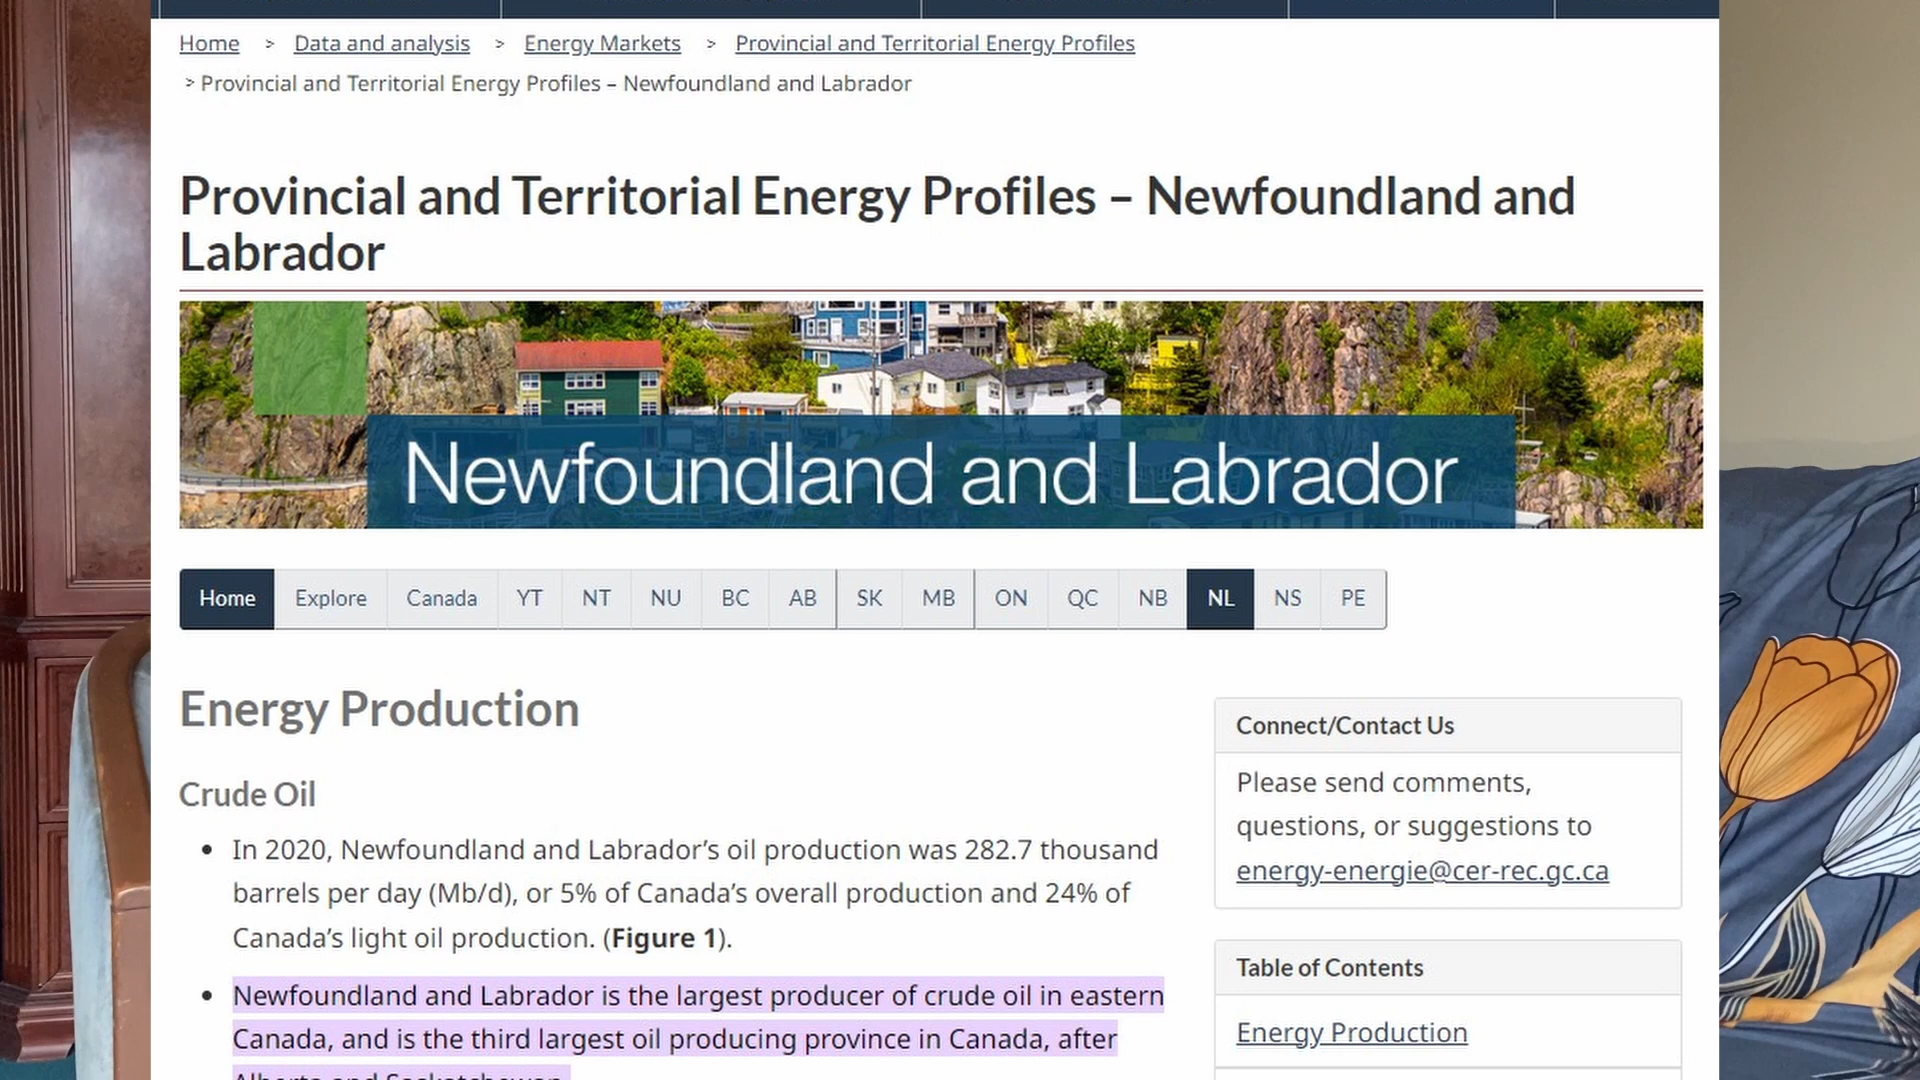 Home > Data and analysis > Energy Markets > Provincial and Territorial Energy Profiles
> Provincial and Territorial Energy Profiles – Newfoundland and Labrador
Provincial and Territorial Energy Profiles – Newfoundland and
Labrador
Newfoundland and Labrador
Home Explore Canada YT NT NU BC AB SK MB ON QC NB NL NS PE
Energy Production
Crude Oil
• In 2020, Newfoundland and Labrador’s oil production was 282.7 thousand
barrels per day (Mb/d), or 5% of Canada’s overall production and 24% of
Canada’s light oil production. (Figure 1).
• Newfoundland and Labrador is the largest producer of crude oil in eastern
Canada, and is the third largest oil producing province in Canada, after
Alberta and Saskatchewan.
Connect/Contact Us
Please send comments,
questions, or suggestions to
energy-energie@cer-rec.gc.ca
Table of Contents
Energy Production